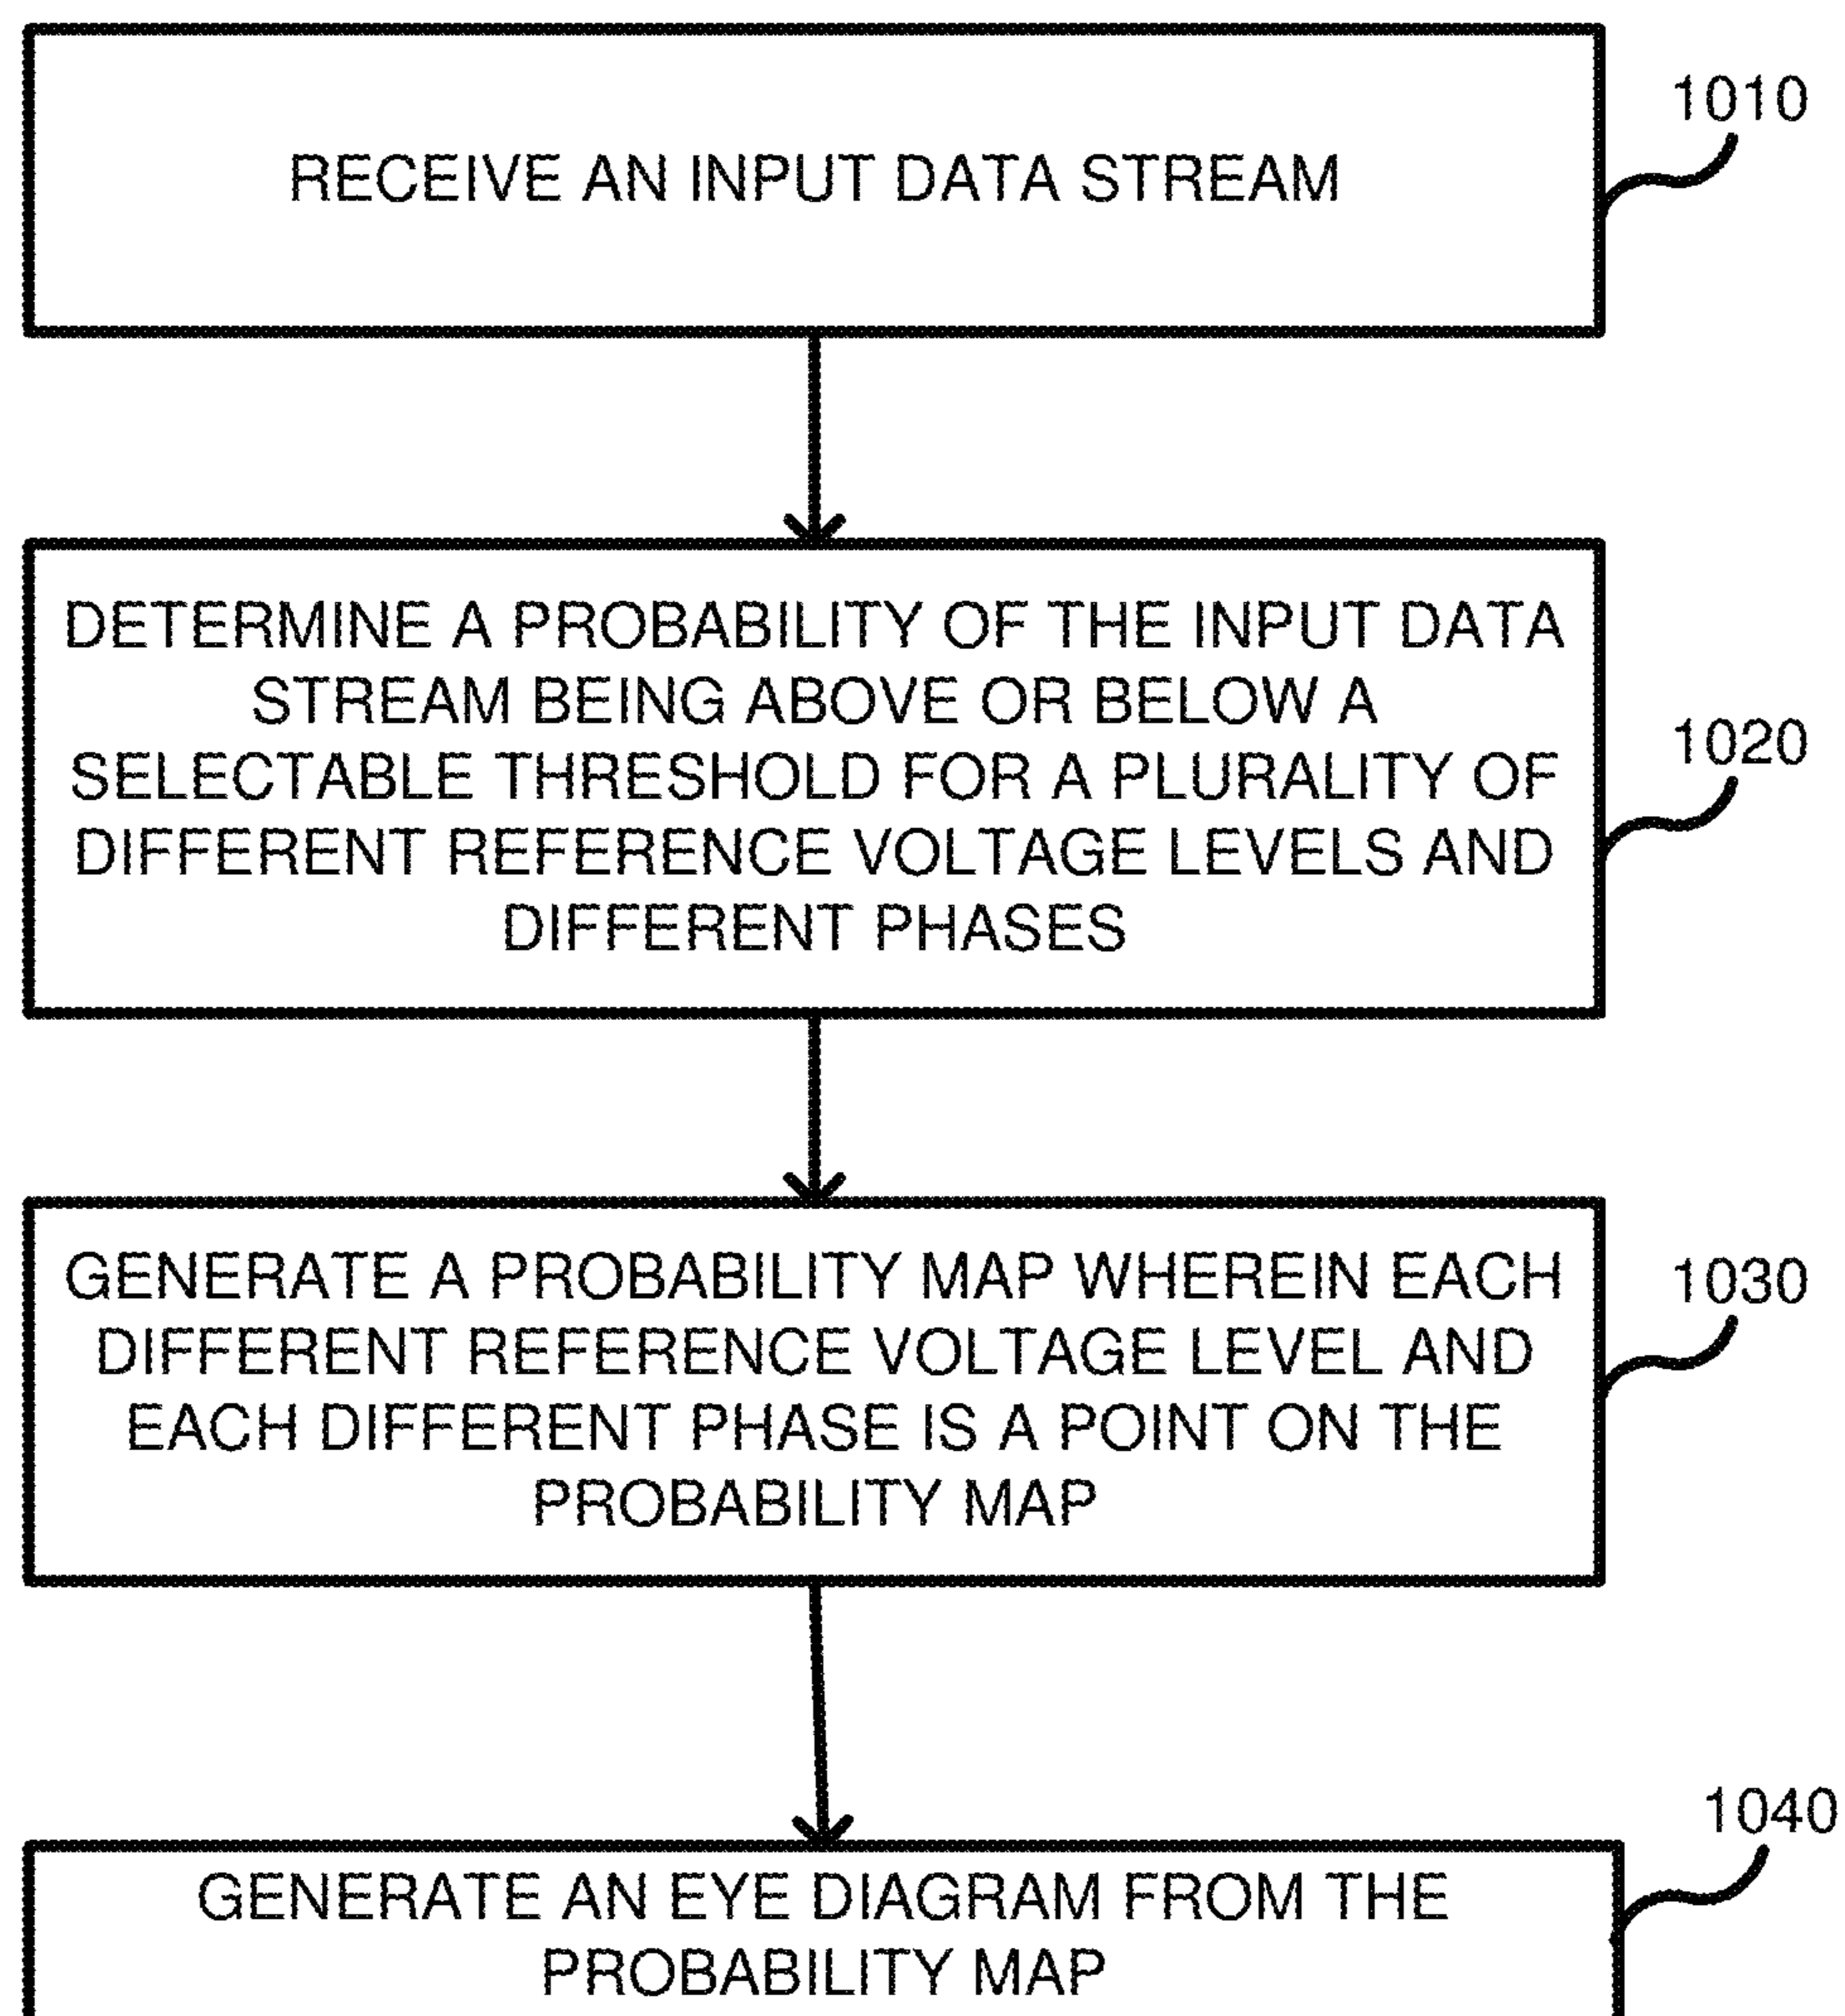 1010
RECEIVE AN INPUT DATA STREAM
DETERMINE A PROBABILITY OF THE INPUT DATA
STREAM BEING ABOVE OR BELOW A
SELECTABLE THRESHOLD FOR A PLURALITY OF
DIFFERENT REFERENCE VOLTAGE LEVELS AND
DIFFERENT PHASES
1020
GENERATE A PROBABILITY MAP WHEREIN EACH
DIFFERENT REFERENCE VOLTAGE LEVEL AND
EACH DIFFERENT PHASE IS A POINT ON THE
PROBABILITY MAP
1030
1040
GENERATE AN EYE DIAGRAM FROM THE
PROBABILITY MAP